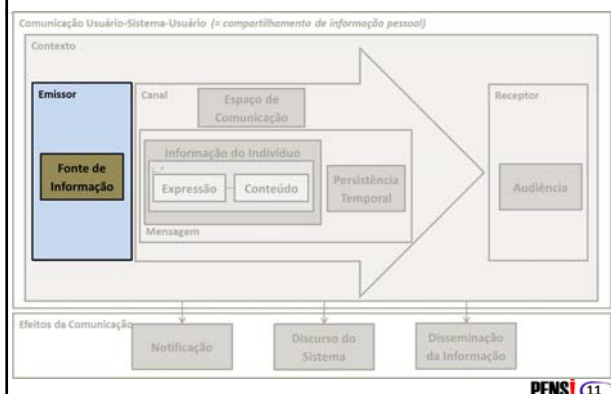 Comunicação Usuário-Sistema-Usuário (= compartilhamento de informação pessoal)
Contexto
Emissor
Canal
Espaço de
Comunicação
Receptor
Informação do Indivíduo
Fonte de
Informação
Expressão
Conteúdo
Persistência
Temporal
Audiência
Mensagem
Efeitos da Comunicação
Notificação
Discurso do
Sistema
Disseminação
da Informação
PENSi 11